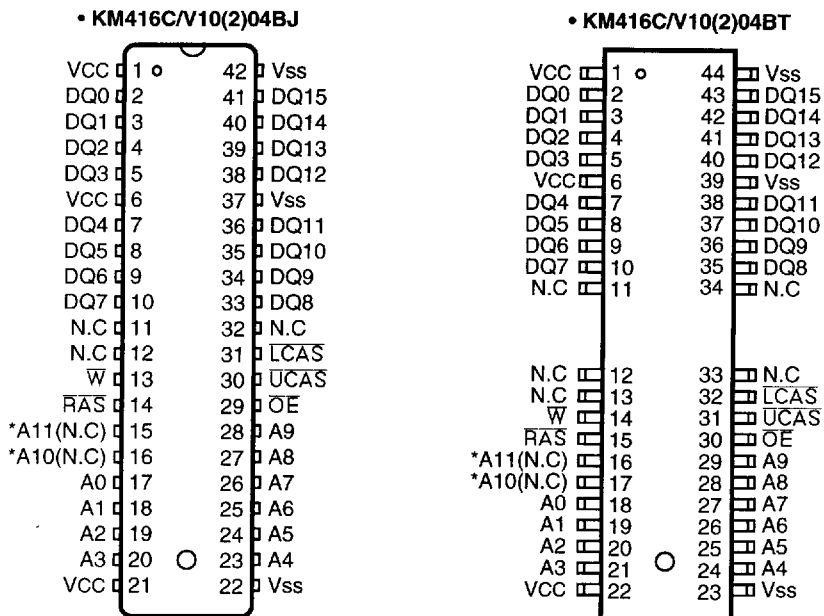 • KM416C/V10(2)04BJ
VCC 1 42 Vss
DQ0 2 41 DQ15
DQ1 3 40 DQ14
DQ2 4 39 DQ13
DQ3 5 38 DQ12
VCC 6 37 Vss
DQ4 7 36 DQ11
DQ5 8 35 DQ10
DQ6 9 34 DQ9
DQ7 10 33 DQ8
N.C 11 32 N.C
N.C 12 31 L̅C̅A̅S̅
W̅ 13 30 U̅C̅A̅S̅
R̅A̅S̅ 14 29 O̅E̅
*A11(N.C) 15 28 A9
*A10(N.C) 16 27 A8
A0 17 26 A7
A1 18 25 A6
A2 19 24 A5
A3 20 23 A4
VCC 21 22 Vss
• KM416C/V10(2)04BT
VCC 1 44 Vss
DQ0 2 43 DQ15
DQ1 3 42 DQ14
DQ2 4 41 DQ13
DQ3 5 40 DQ12
VCC 6 39 Vss
DQ4 7 38 DQ11
DQ5 8 37 DQ10
DQ6 9 36 DQ9
DQ7 10 35 DQ8
N.C 11 34 N.C
N.C 12 33 N.C
N.C 13 32 L̅C̅A̅S̅
W̅ 14 31 U̅C̅A̅S̅
R̅A̅S̅ 15 30 O̅E̅
*A11(N.C) 16 29 A9
*A10(N.C) 17 28 A8
A0 18 27 A7
A1 19 26 A6
A2 20 25 A5
A3 21 24 A4
VCC 22 23 Vss